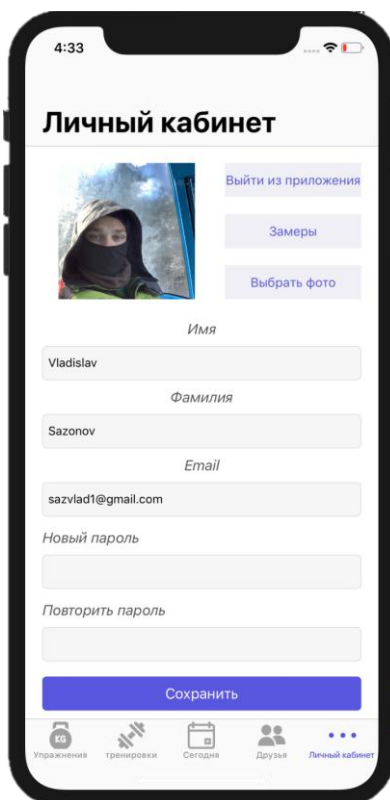 4:33
Личный кабинет
Выйти из приложения
Замеры
Выбрать фото
Имя
Vladislav
Фамилия
Sazonov
Email
sazvlad1@gmail.com
Новый пароль
Повторить пароль
Сохранить
KG
Упражнения тренировки Сегодня Друзья Личный кабинет